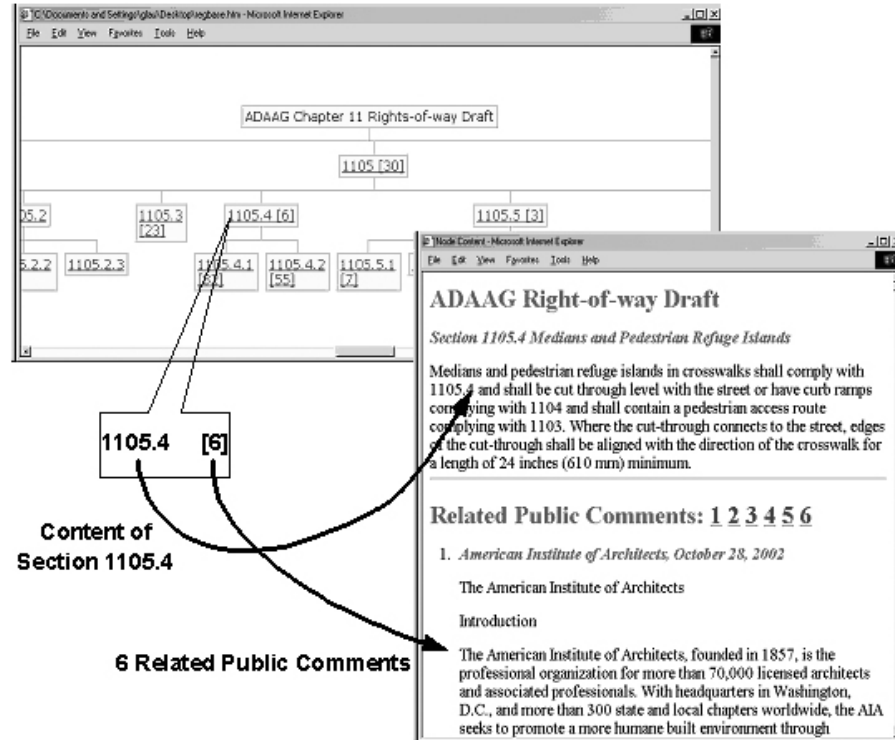 C:\Documents and Settings\glau\Desktop\regbase.htm - Microsoft Internet Explorer
File Edit View Favorites Tools Help
ADAAG Chapter 11 Rights-of-way Draft
1105 [30]
05.2
1105.3
[23]
1105.4 [6]
1105.5 [3]
5.2.2
1105.2.3
1105.4.1
1105.4.2
[55]
1105.5.1
[7]
Node Content - Microsoft Internet Explorer
File Edit View Favorites Tools Help
ADAAG Right-of-way Draft
Section 1105.4 Medians and Pedestrian Refuge Islands
Medians and pedestrian refuge islands in crosswalks shall comply with
1105.4 and shall be cut through level with the street or have curb ramps
complying with 1104 and shall contain a pedestrian access route
complying with 1103. Where the cut-through connects to the street, edges
of the cut-through shall be aligned with the direction of the crosswalk for
a length of 24 inches (610 mm) minimum.
Related Public Comments: 1 2 3 4 5 6
1. American Institute of Architects, October 28, 2002
The American Institute of Architects
Introduction
The American Institute of Architects, founded in 1857, is the
professional organization for more than 70,000 licensed architects
and associated professionals. With headquarters in Washington,
D.C., and more than 300 state and local chapters worldwide, the AIA
seeks to promote a more humane built environment through
1105.4 [6]
Content of
Section 1105.4
6 Related Public Comments